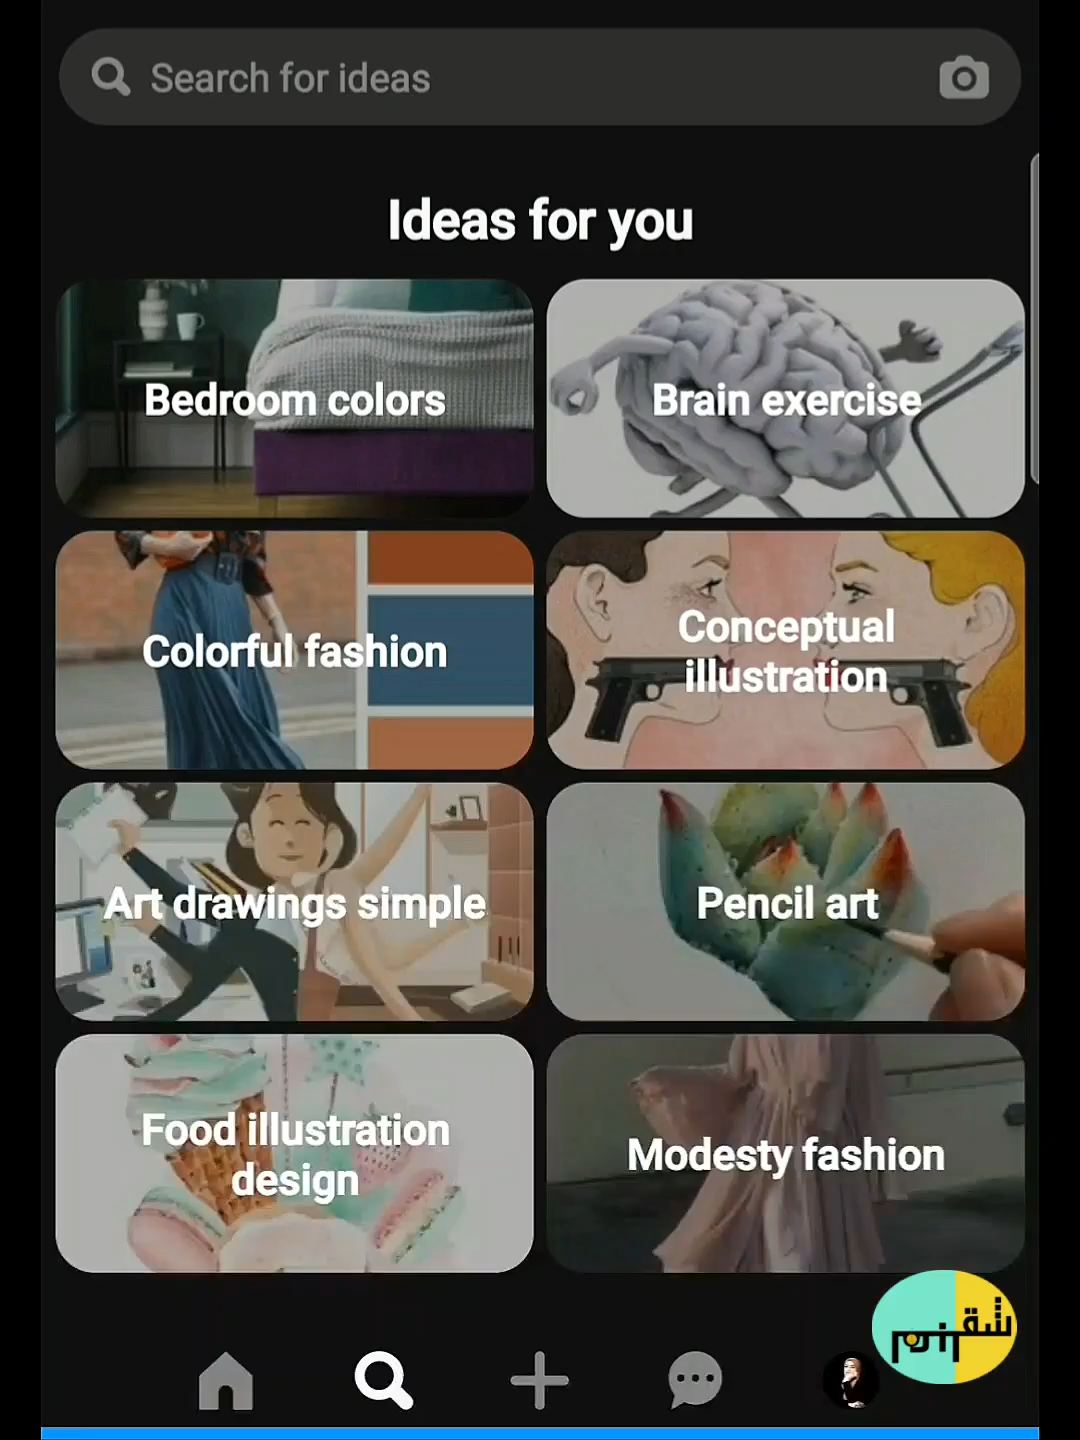 Search for ideas
Ideas for you
Bedroom colors
Brain exercise
Colorful fashion
Conceptual
illustration
Art drawings simple
Pencil art
Food illustration
design
Modesty fashion